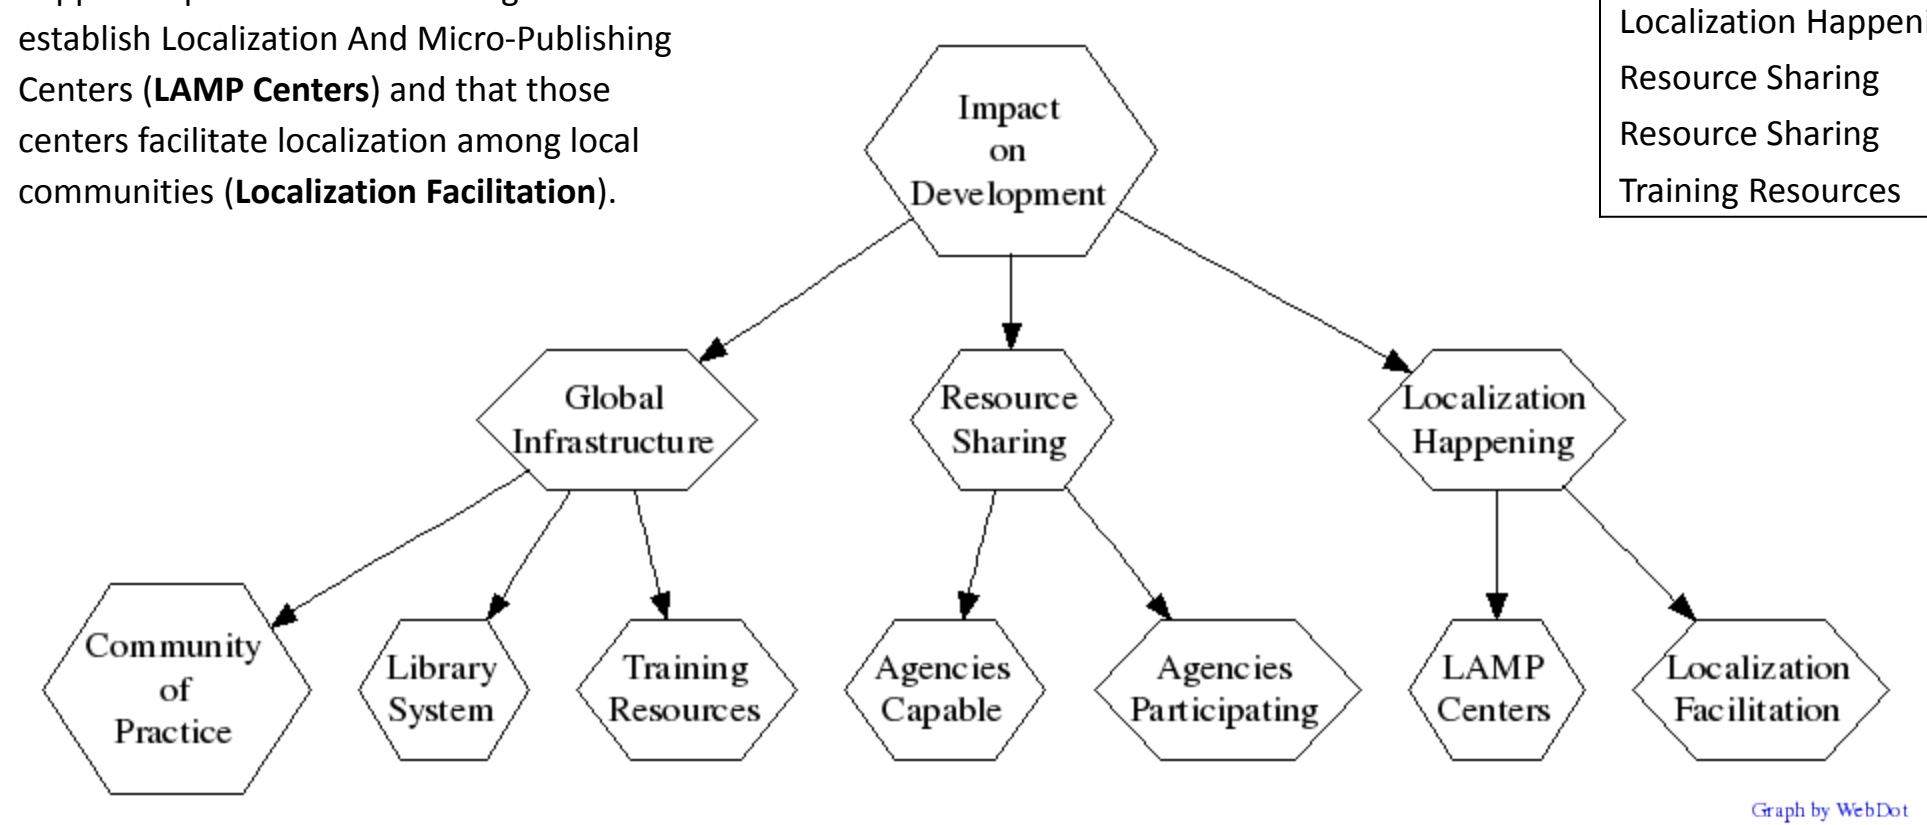 establish Localization And Micro-Publishing
Centers (LAMP Centers) and that those
centers facilitate localization among local
communities (Localization Facilitation).
Localization Happeni
Resource Sharing
Resource Sharing
Training Resources
Impact
on
Development
Global
Infrastructure
Resource
Sharing
Localization
Happening
Community
of
Practice
Library
System
Training
Resources
Agencies
Capable
Agencies
Participating
LAMP
Centers
Localization
Facilitation
Graph by WebDot